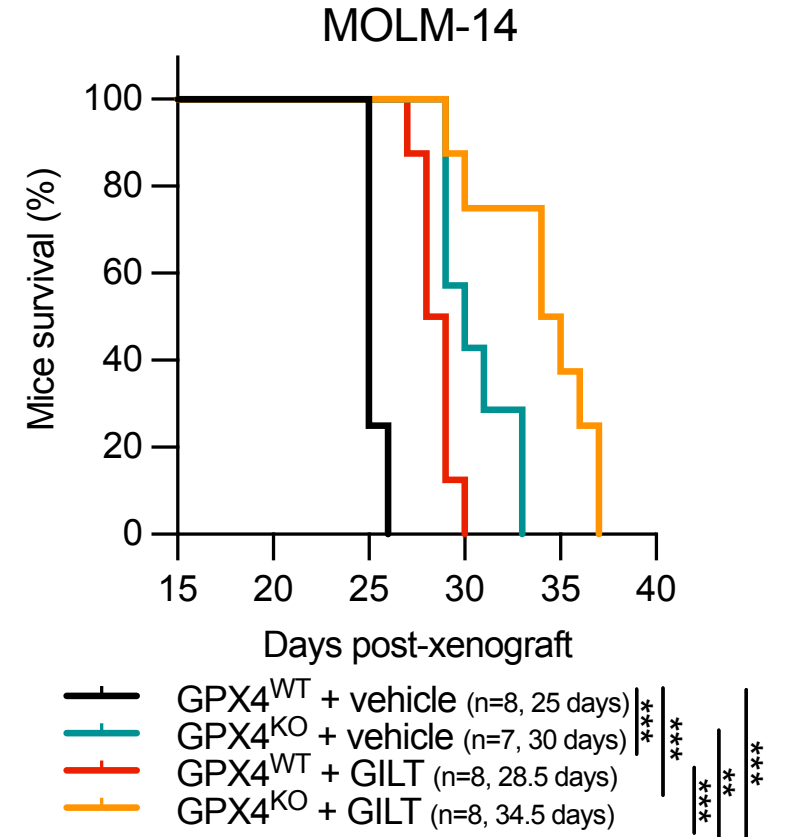 MOLM-14
Mice survival (%)
100
80
60
40
20
0
15 20 25 30 35 40
Days post-xenograft
GPX4WT + vehicle (n=8, 25 days)
GPX4KO + vehicle (n=7, 30 days)
GPX4WT + GILT (n=8, 28.5 days)
GPX4KO + GILT (n=8, 34.5 days)
***
***
***
**
***